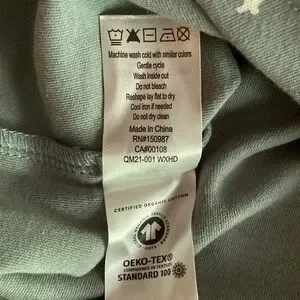 Machine wash cold with similar colors
Gentle cycle
Wash inside out
Do not bleach
Reshape lay flat to dry
Cool iron if needed
Do not dry clean
Made in China
RN#150987
CA#00108
QM21-001 WXHD
CERTIFIED ORGANIC COTTON
OEKO-TEX®
CONFIDENCE IN TEXTILES
STANDARD 100